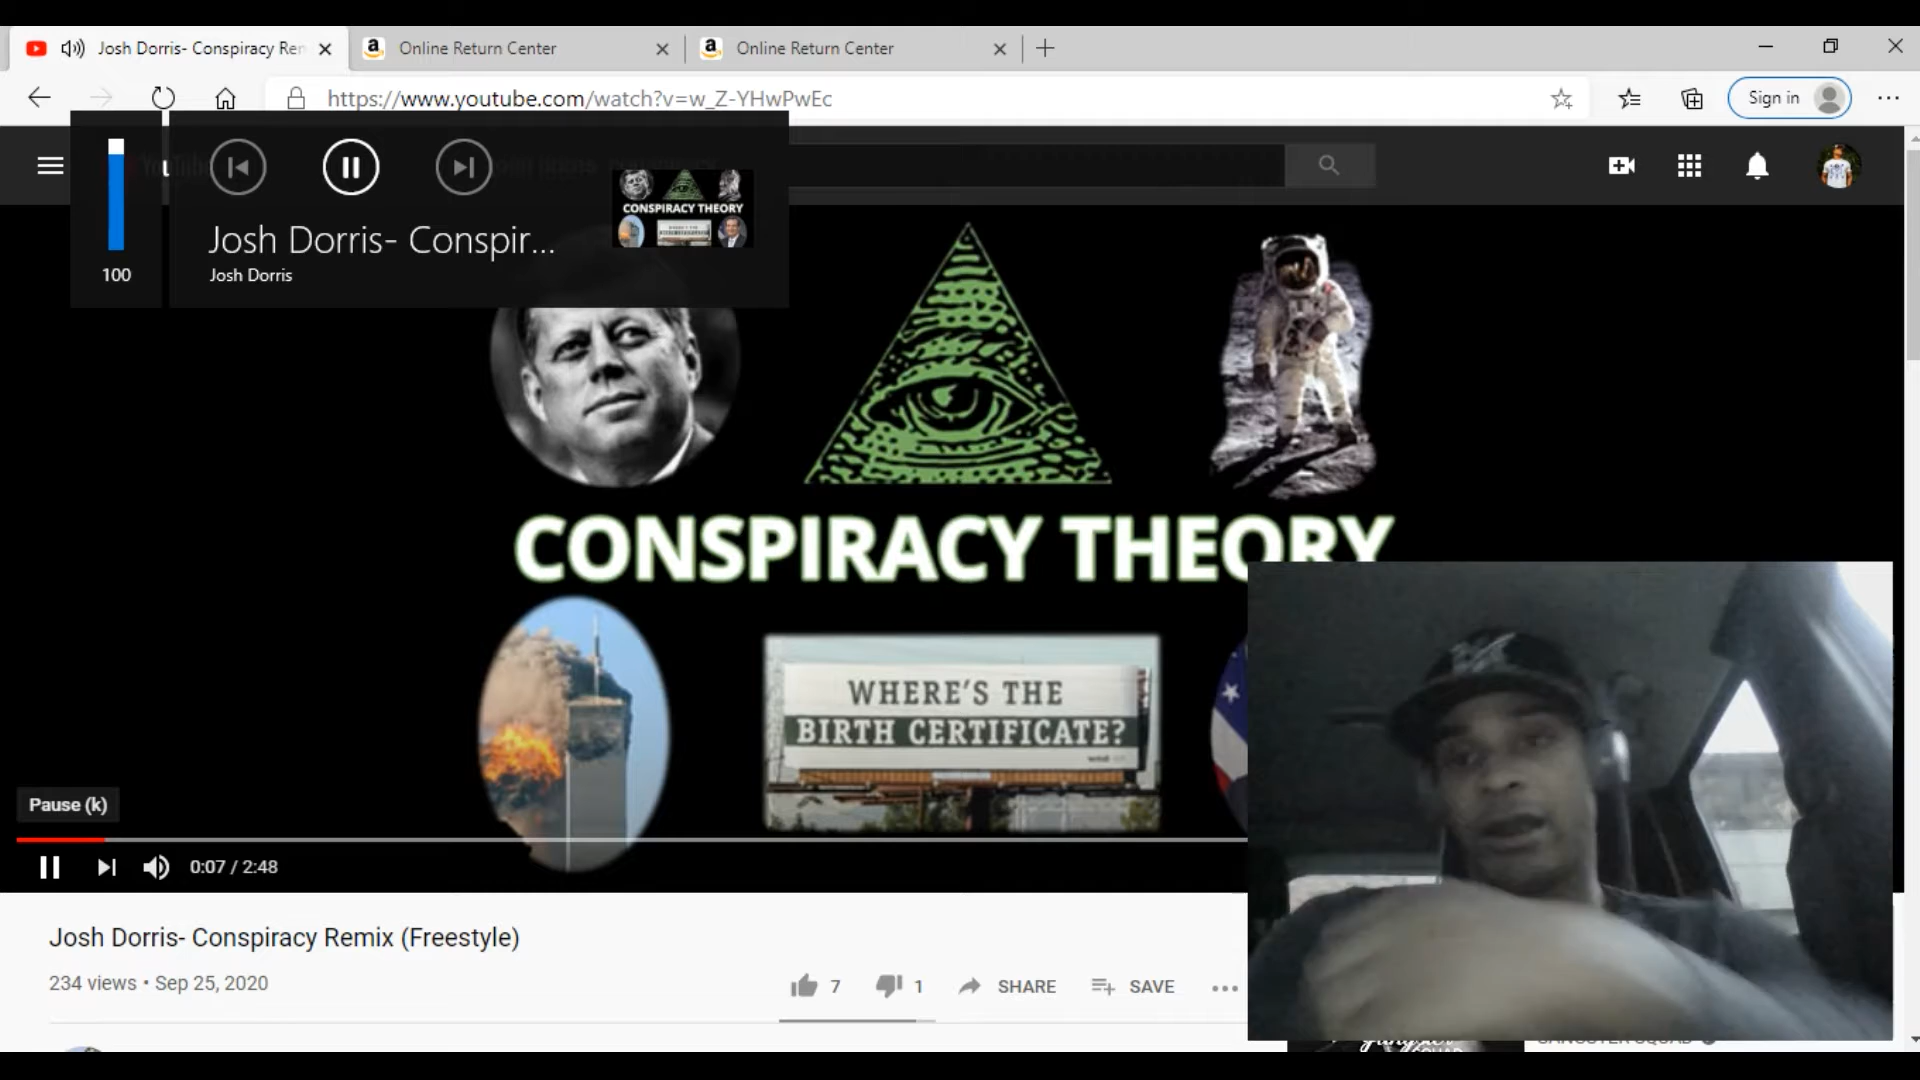 Josh Dorris- Conspiracy Ren
Online Return Center
Online Return Center
https://www.youtube.com/watch?v=w_Z-YHwPwEc
Sign in
Josh Dorris- Conspir...
Josh Dorris
100
CONSPIRACY THEORY
CONSPIRACY THEORY
WHERE'S THE
BIRTH CERTIFICATE?
Pause (k)
0:07 / 2:48
Josh Dorris- Conspiracy Remix (Freestyle)
234 views • Sep 25, 2020
7
1
SHARE
SAVE